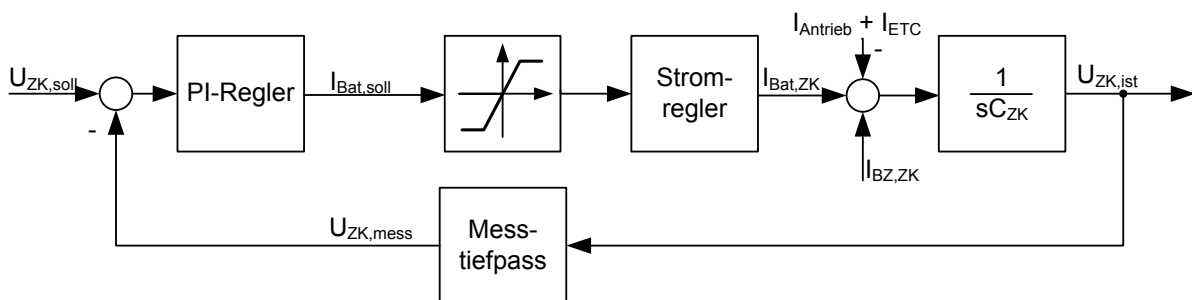 I_Antrieb + I_ETC
-
U_ZK,soll
PI-Regler
I_Bat,soll
Strom-
regler
I_Bat,ZK
1
sC_ZK
U_ZK,ist
-
I_BZ,ZK
U_ZK,mess
Mess-
tiefpass